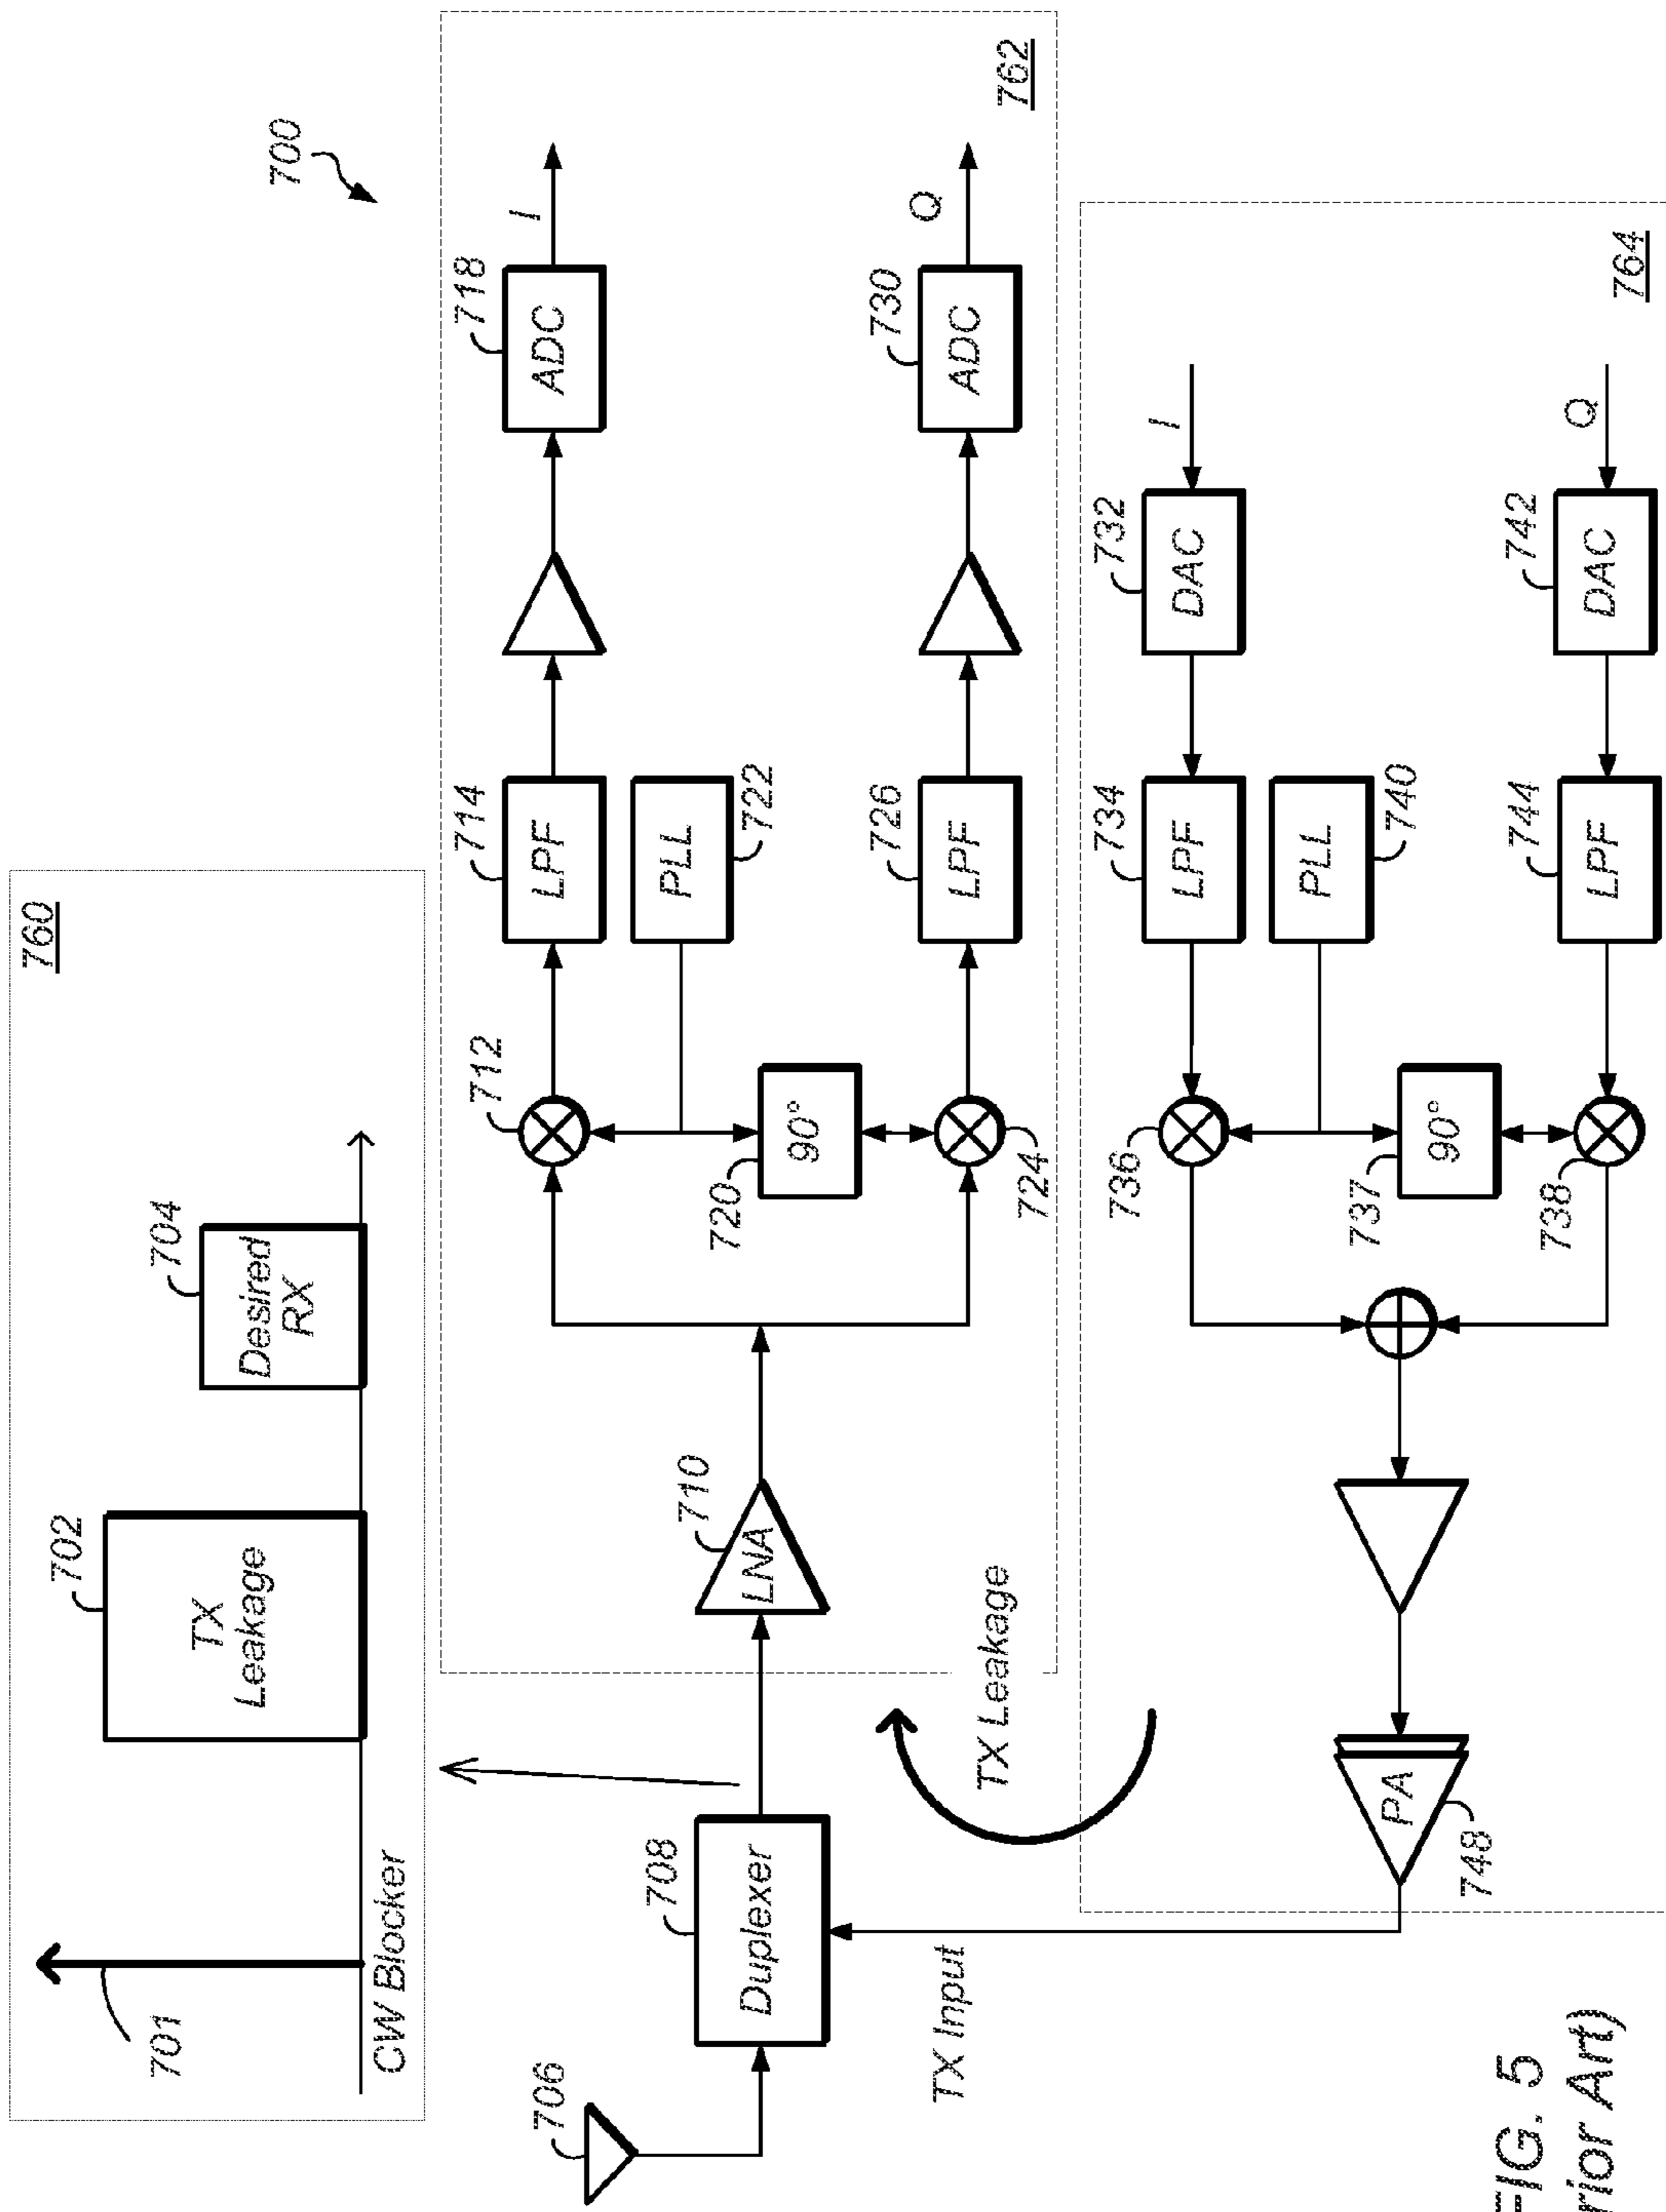 760
701
CW Blocker
702
TX
Leakage
704
Desired
RX
700
706
708
Duplexer
TX Input
TX Leakage
762
710
LNA
712
714
LPF
718
ADC
I
PLL
722
720
90°
724
726
LPF
730
ADC
Q
764
736
734
LPF
732
DAC
I
PLL
740
737
90°
738
744
LPF
742
DAC
Q
PA
748
FIG. 5
rior Art)